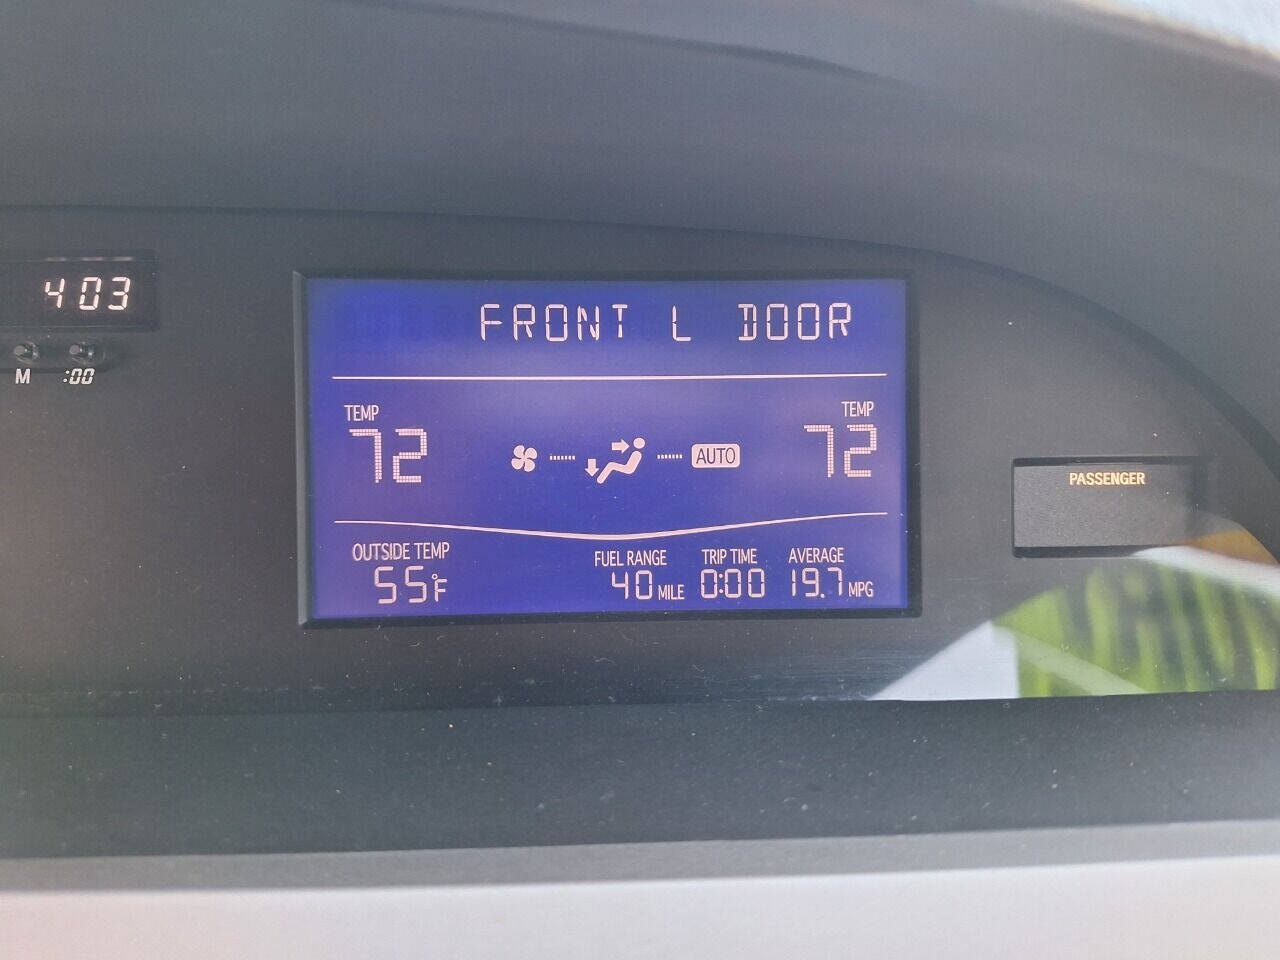 403
M :00
FRONT L DOOR
TEMP
72
AUTO
TEMP
72
PASSENGER
OUTSIDE TEMP
55°F
FUEL RANGE
40 MILE
TRIP TIME
0:00
AVERAGE
19.7 MPG